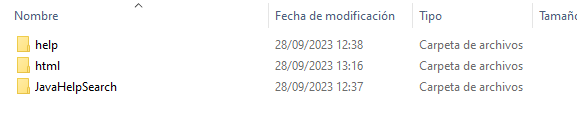 Nombre Fecha de modificación Tipo Tamaño
help 28/09/2023 12:38 Carpeta de archivos
html 28/09/2023 13:16 Carpeta de archivos
JavaHelpSearch 28/09/2023 12:37 Carpeta de archivos